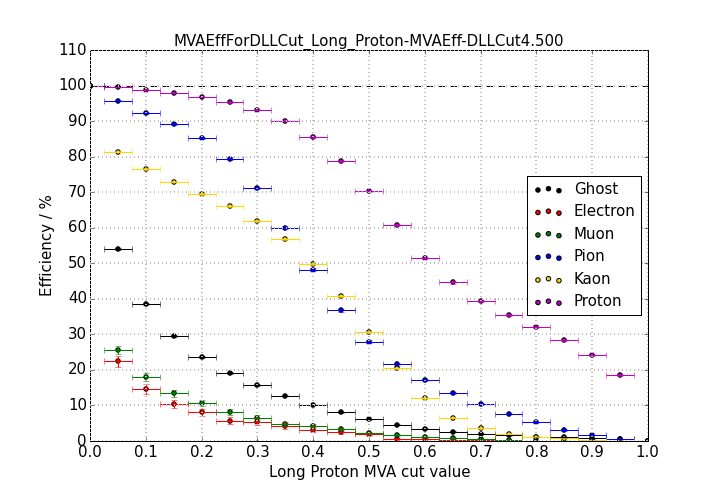 MVAEffForDLLCut_Long_Proton-MVAEff-DLLCut4.500
110
100
90
80
70
60
50
40
30
20
10
0
Efficiency / %
Ghost
Electron
Muon
Pion
Kaon
Proton
0.0 0.1 0.2 0.3 0.4 0.5 0.6 0.7 0.8 0.9 1.0
Long Proton MVA cut value